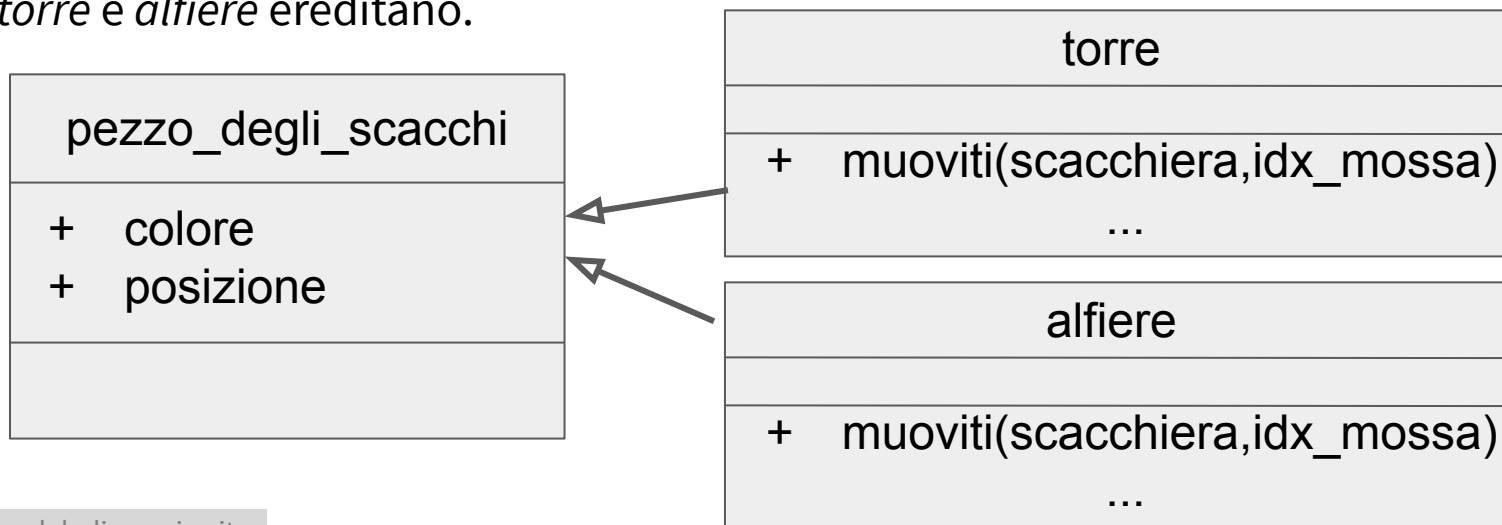 torre e alfiere ereditano.
pezzo_degli_scacchi
+ colore
+ posizione
torre
+ muoviti(scacchiera,idx_mossa)
...
alfiere
+ muoviti(scacchiera,idx_mossa)
...